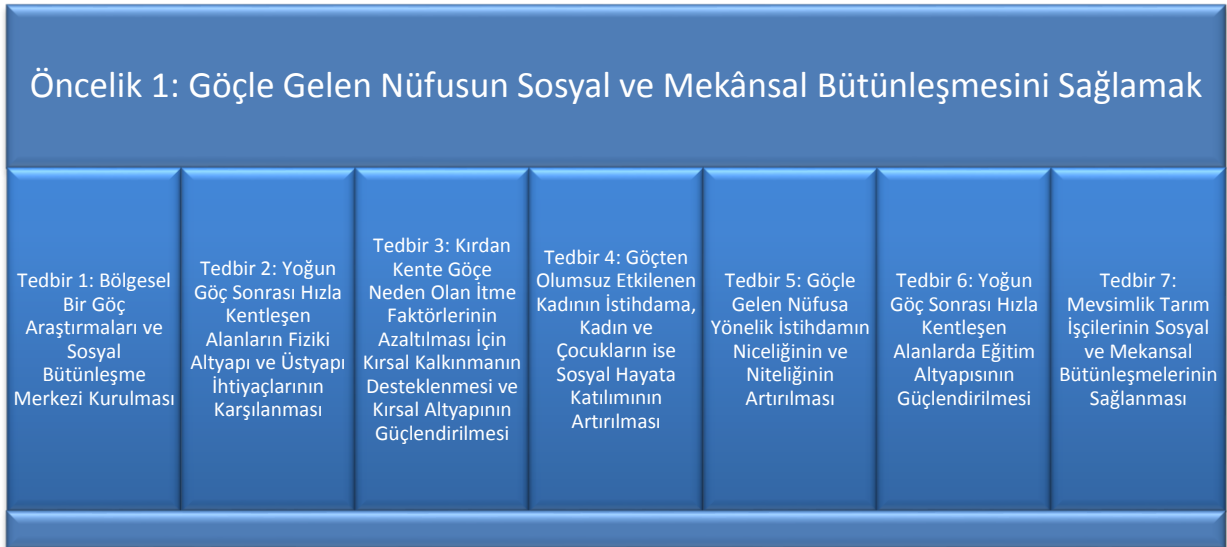 Öncelik 1: Göçle Gelen Nüfusun Sosyal ve Mekânsal Bütünleşmesini Sağlamak
Tedbir 1: Bölgesel
Bir Göç
Araştırmaları ve
Sosyal
Bütünleşme
Merkezi Kurulması
Tedbir 2: Yoğun
Göç Sonrası Hızla
Kentleşen
Alanların Fiziki
Altyapı ve Üstyapı
İhtiyaçlarının
Karşılanması
Tedbir 3: Kırdan
Kente Göçe
Neden Olan İtme
Faktörlerinin
Azaltılması İçin
Kırsal Kalkınmanın
Desteklenmesi ve
Kırsal Altyapının
Güçlendirilmesi
Tedbir 4: Göçten
Olumsuz Etkilenen
Kadının İstihdama,
Kadın ve
Çocukların ise
Sosyal Hayata
Katılımının
Artırılması
Tedbir 5: Göçle
Gelen Nüfusa
Yönelik İstihdamın
Niceliğinin ve
Niteliğinin
Artırılması
Tedbir 6: Yoğun
Göç Sonrası Hızla
Kentleşen
Alanlarda Eğitim
Altyapısının
Güçlendirilmesi
Tedbir 7:
Mevsimlik Tarım
İşçilerinin Sosyal
ve Mekansal
Bütünleşmelerinin
Sağlanması